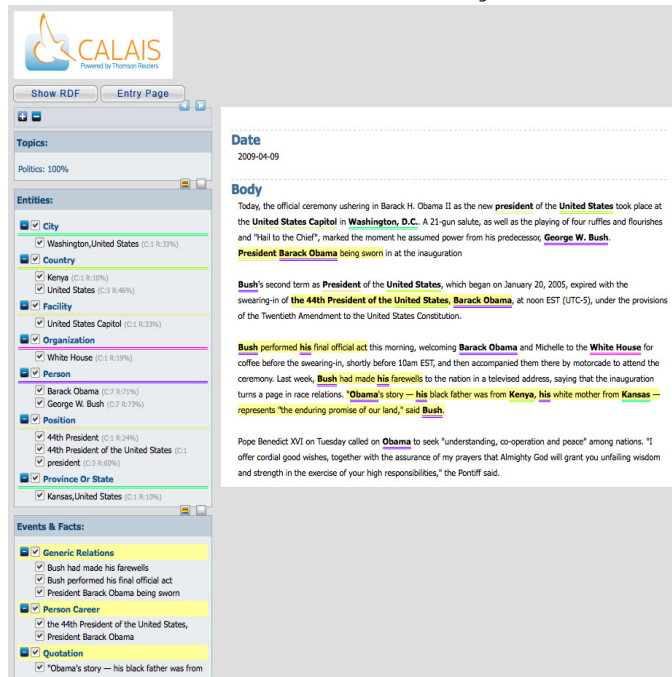 CALAIS
Powered by Thomson Reuters
Show RDF
Entry Page
Topics:
Politics: 100%
Entities:
City
Washington,United States (C:1 R:33%)
Country
Kenya (C:1 R:10%)
United States (C:3 R:46%)
Facility
United States Capitol (C:1 R:33%)
Organization
White House (C:1 R:19%)
Person
Barack Obama (C:7 R:71%)
George W. Bush (C:7 R:73%)
Position
44th President (C:1 R:24%)
44th President of the United States (C:1
president (C:3 R:60%)
Province Or State
Kansas,United States (C:1 R:10%)
Events & Facts:
Generic Relations
Bush had made his farewells
Bush performed his final official act
President Barack Obama being sworn
Person Career
the 44th President of the United States,
President Barack Obama
Quotation
"Obama's story — his black father was from
Date
2009-04-09
Body
Today, the official ceremony ushering in Barack H. Obama II as the new president of the United States took place at
the United States Capitol in Washington, D.C.. A 21-gun salute, as well as the playing of four ruffles and flourishes
and "Hail to the Chief", marked the moment he assumed power from his predecessor, George W. Bush.
President Barack Obama being sworn in at the inauguration
Bush's second term as President of the United States, which began on January 20, 2005, expired with the
swearing-in of the 44th President of the United States, Barack Obama, at noon EST (UTC-5), under the provisions
of the Twentieth Amendment to the United States Constitution.
Bush performed his final official act this morning, welcoming Barack Obama and Michelle to the White House for
coffee before the swearing-in, shortly before 10am EST, and then accompanied them there by motorcade to attend the
ceremony. Last week, Bush had made his farewells to the nation in a televised address, saying that the inauguration
turns a page in race relations. "Obama's story — his black father was from Kenya, his white mother from Kansas —
represents "the enduring promise of our land," said Bush.
Pope Benedict XVI on Tuesday called on Obama to seek "understanding, co-operation and peace" among nations. "I
offer cordial good wishes, together with the assurance of my prayers that Almighty God will grant you unfailing wisdom
and strength in the exercise of your high responsibilities," the Pontiff said.